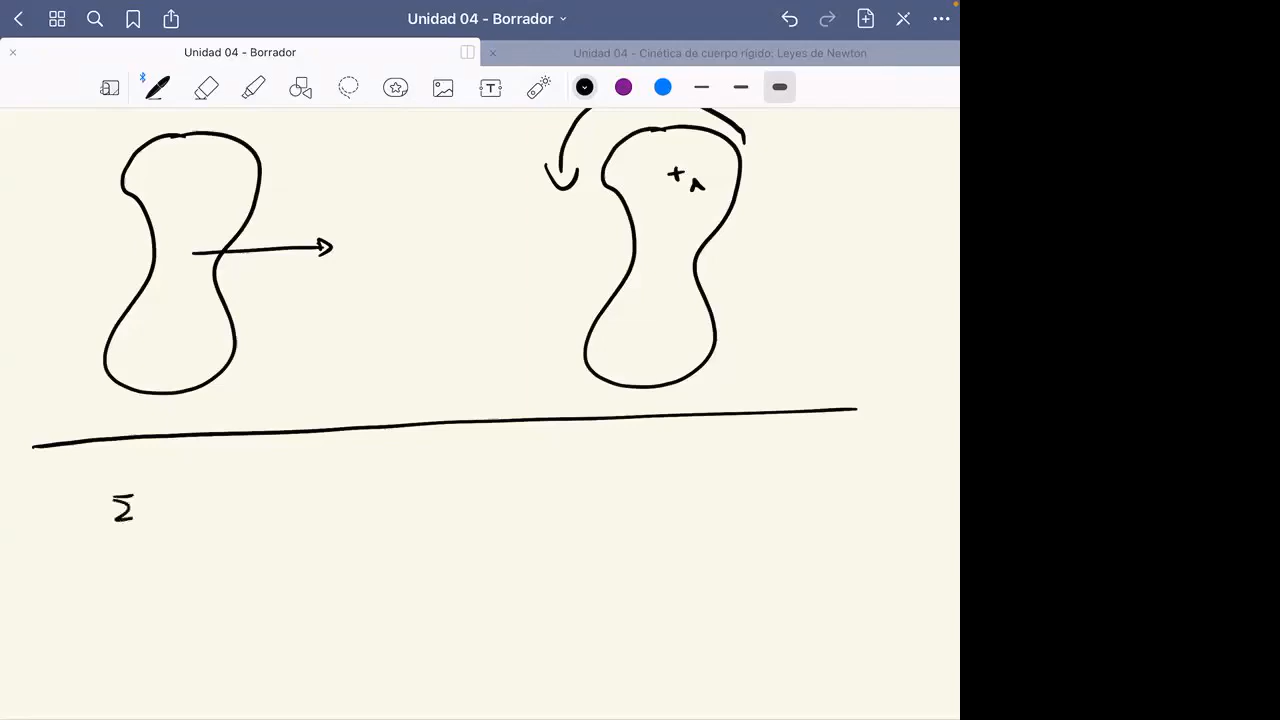 Unidad 04 - Borrador
Unidad 04 - Borrador
Unidad 04 - Cinética de cuerpo rígido: Leyes de Newton
+ A
Σ